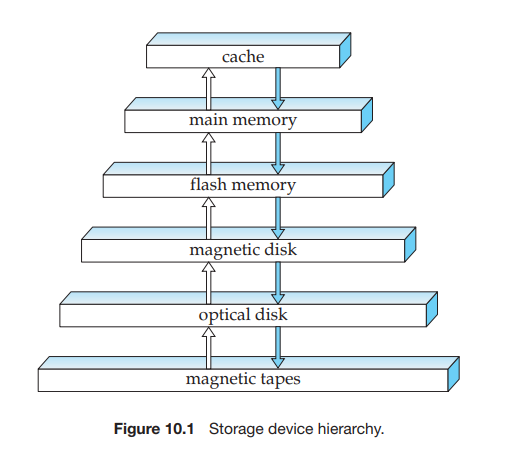 cache
main memory
flash memory
magnetic disk
optical disk
magnetic tapes
Figure 10.1 Storage device hierarchy.